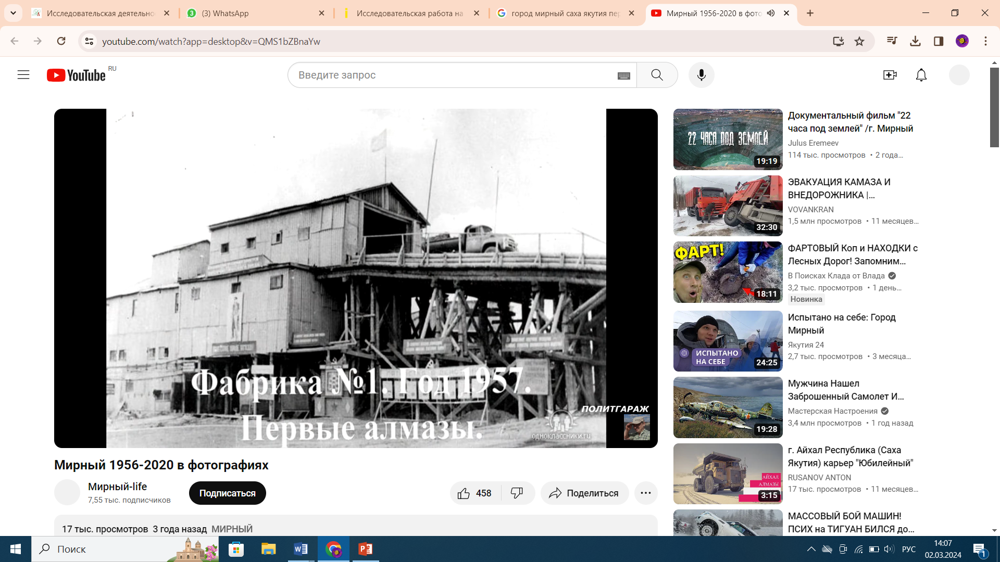 Исследовательская деятельно
(3) WhatsApp
Исследовательская работа на
город мирный саха якутия пер
Мирный 1956-2020 в фото
youtube.com/watch?app=desktop&v=QMS1bZBnaYw
YouTube RU
Введите запрос
Фабрика №1. Год 1957.
Первые алмазы.
ПОЛИТГАРАЖ
одноклассники.ru
Мирный 1956-2020 в фотографиях
Мирный-life
7,55 тыс. подписчиков
Подписаться
458
Поделиться
17 тыс. просмотров 3 года назад МИРНЫЙ
22 ЧАСА ПОД ЗЕМЛЕЙ
19:19
Документальный фильм "22
часа под землей" /г. Мирный
Julus Eremeev
114 тыс. просмотров • 2 года…
32:30
ЭВАКУАЦИЯ КАМАЗА И
ВНЕДОРОЖНИКА |…
VOVANKRAN
1,5 млн просмотров • 11 месяцев…
ФАРТ!
18:11
ФАРТОВЫЙ Коп и НАХОДКИ с
Лесных Дорог! Запомним…
В Поисках Клада от Влада
3,2 тыс. просмотров • 1 день…
Новинка
ИСПЫТАНО
НА СЕБЕ
24:25
Испытано на себе: Город
Мирный
Якутия 24
2,7 тыс. просмотров • 3 месяца…
19:28
Мужчина Нашел
Заброшенный Самолет И…
Мастерская Настроения
3,4 млн просмотров • 1 год назад
АЙХАЛ
АЛМАЗЫ
3:15
г. Айхал Республика (Саха
Якутия) карьер "Юбилейный"
RUSANOV ANTON
17 тыс. просмотров • 11 месяцев…
МАССОВЫЙ БОЙ МАШИН!
ПСИХ на ТИГУАН БИЛСЯ до…
Поиск
РУС
14:07
02.03.2024
1